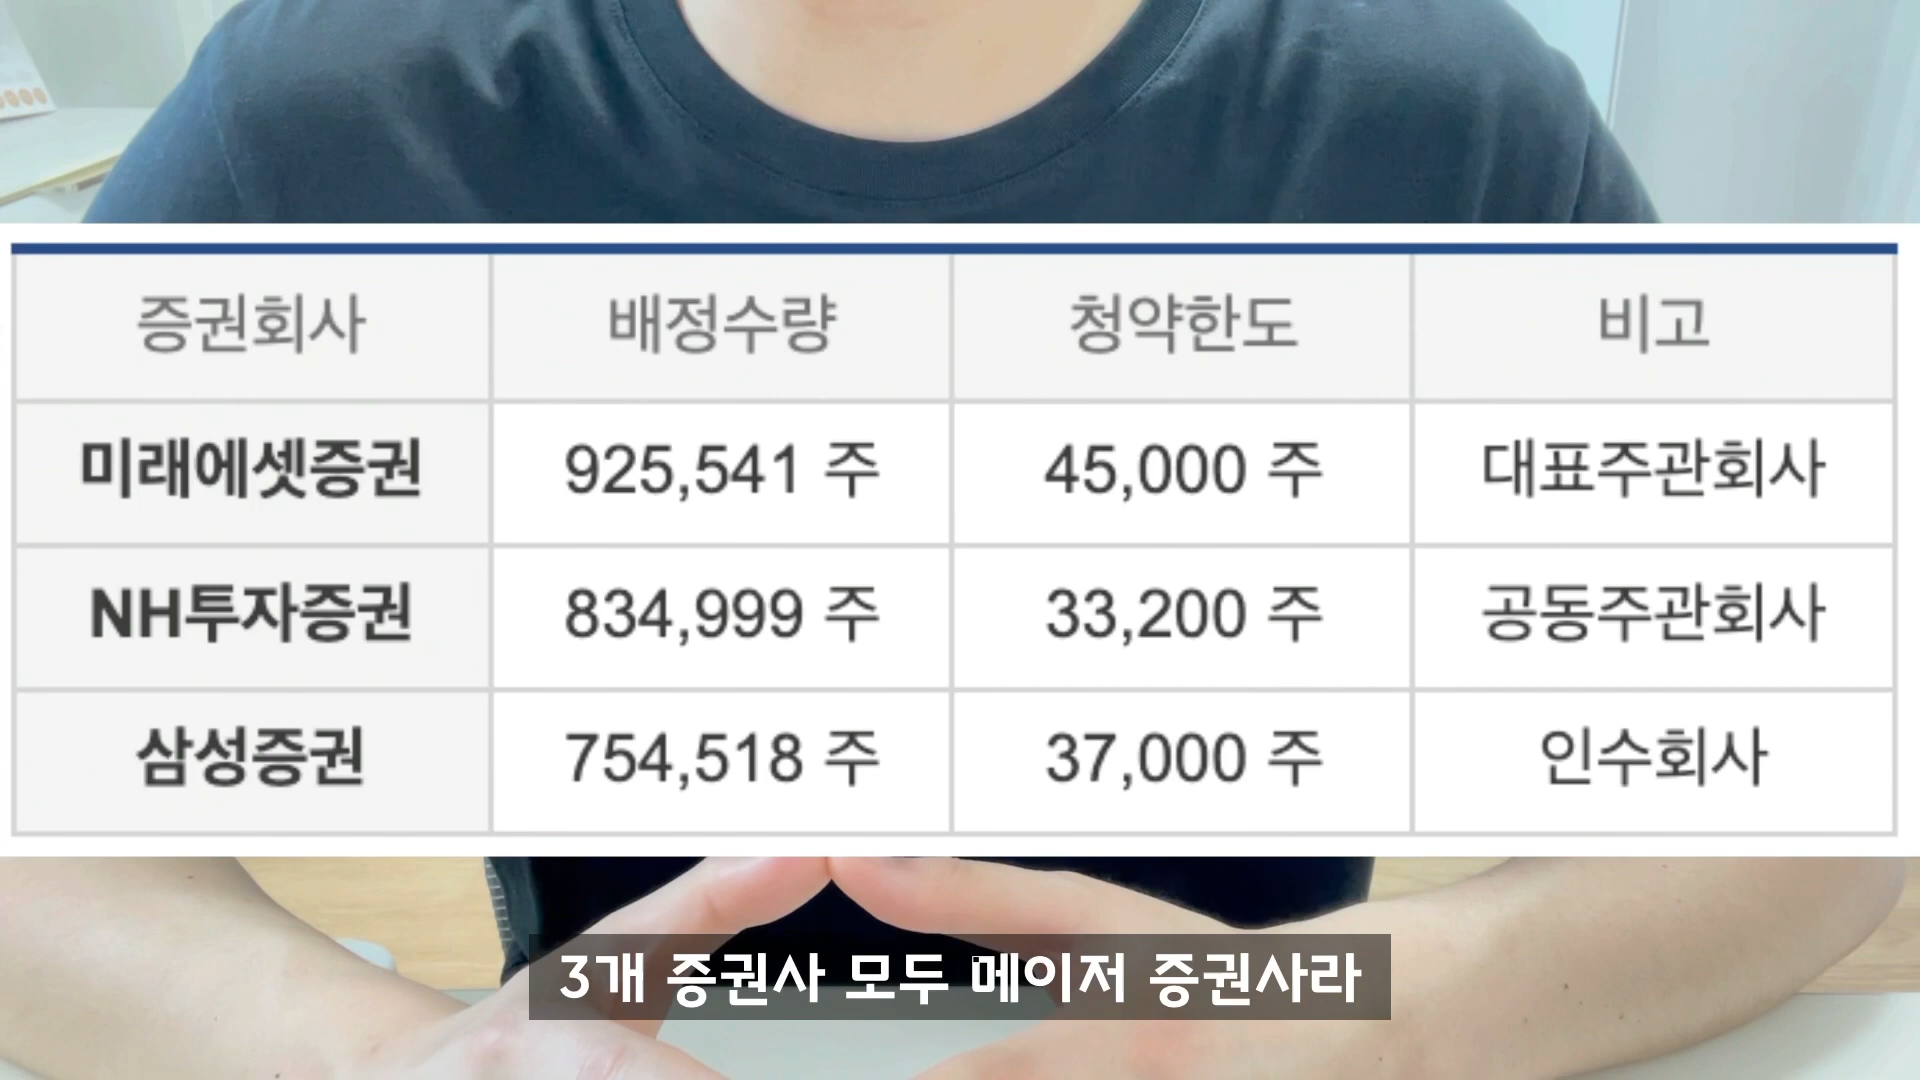 증권회사 배정수량 청약한도 비고
미래에셋증권 925,541 주 45,000 주 대표주관회사
NH투자증권 834,999 주 33,200 주 공동주관회사
삼성증권 754,518 주 37,000 주 인수회사
3개 증권사 모두 메이저 증권사라